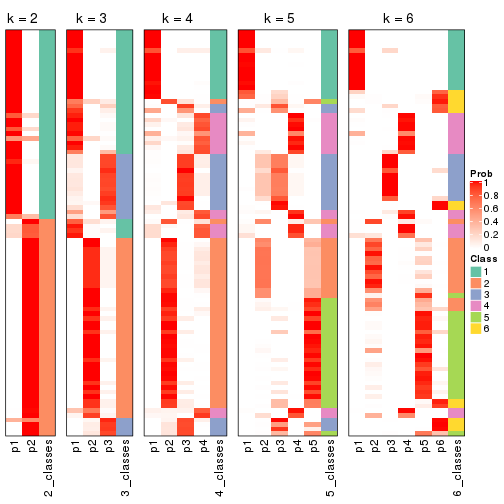 k = 2
k = 3
k = 4
k = 5
k = 6
p1
p2
2_classes
p1
p2
p3
3_classes
p1
p2
p3
p4
4_classes
p1
p2
p3
p4
p5
5_classes
p1
p2
p3
p4
p5
p6
6_classes
Prob
1
0.8
0.6
0.4
0.2
0
Class
1
2
3
4
5
6